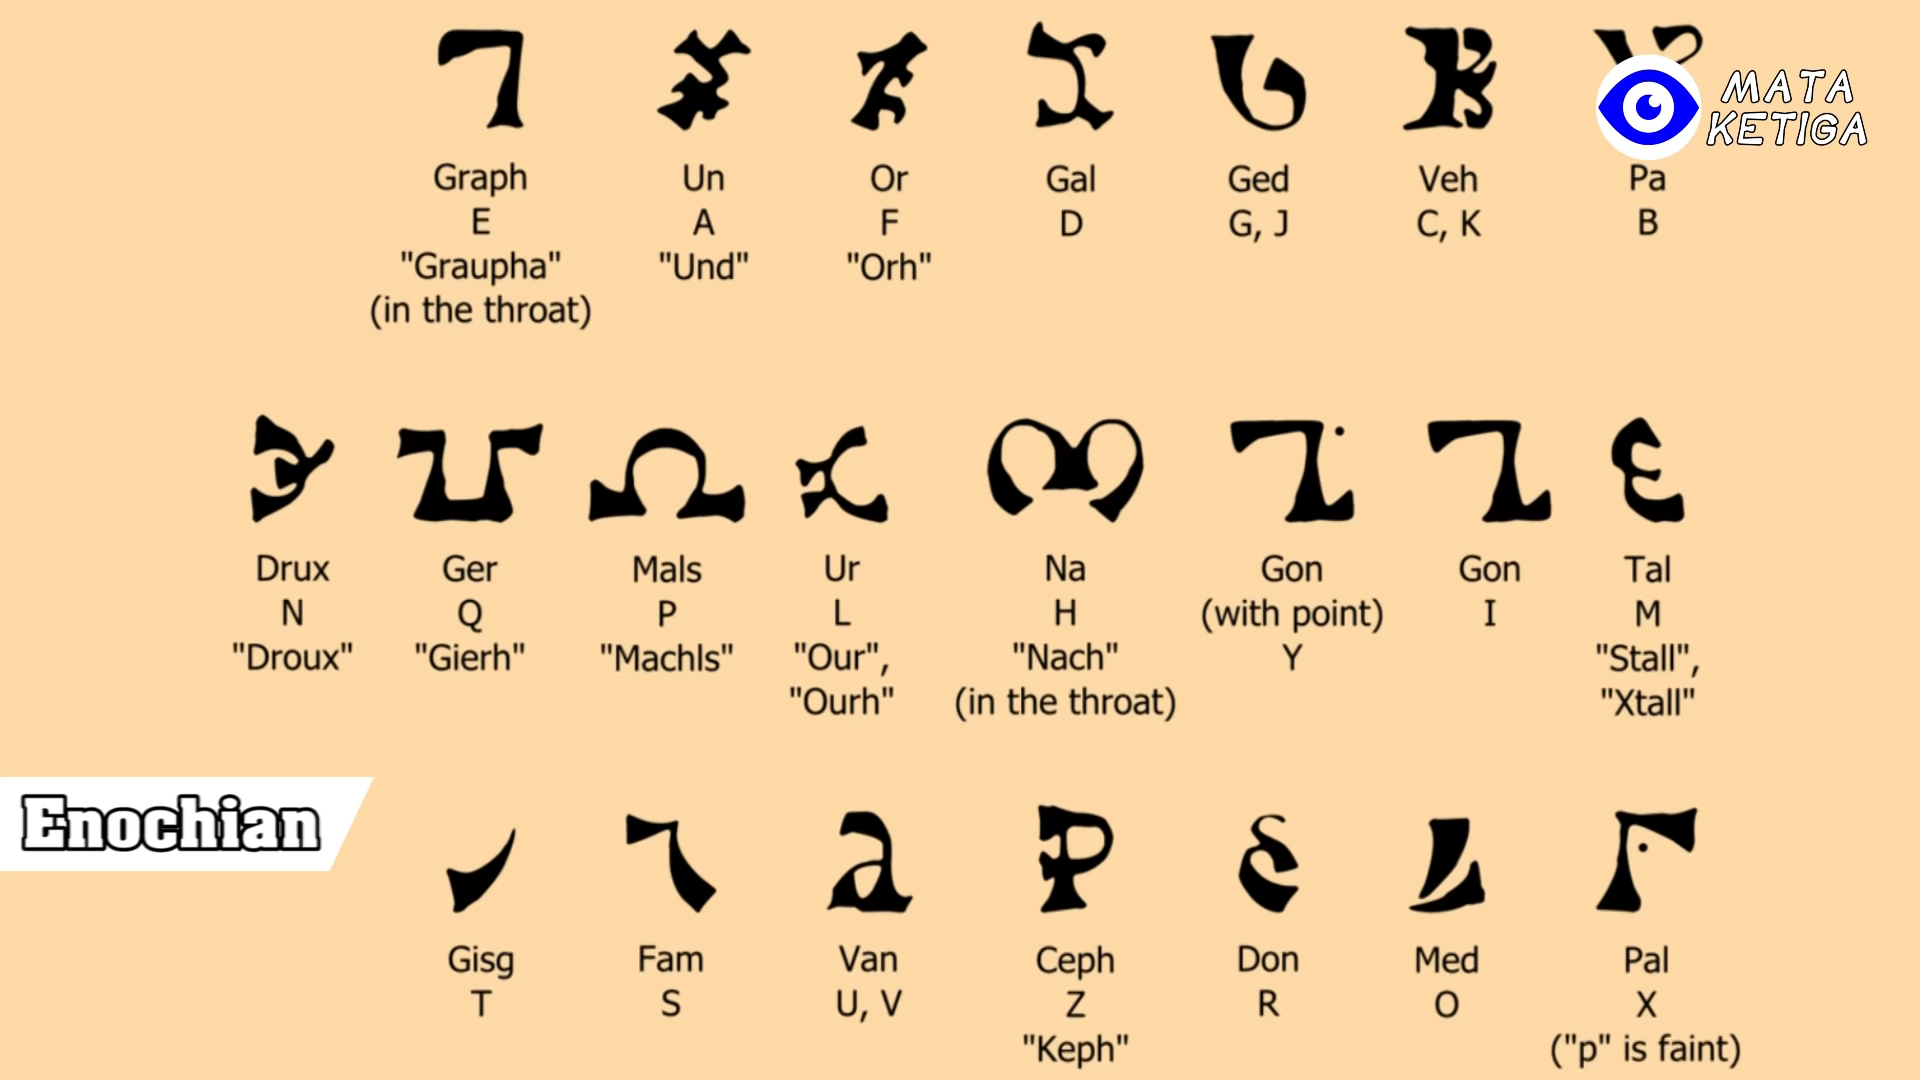 MATA
KETIGA
Graph Un Or Gal Ged Veh Pa
E A F D G, J C, K B
"Graupha" "Und" "Orh"
(in the throat)
Drux Ger Mals Ur Na Gon Gon Tal
N Q P L H (with point) I M
"Droux" "Gierh" "Machls" "Our", "Nach" Y "Stall",
"Ourh" (in the throat) "Xtall"
Enochian
Gisg Fam Van Ceph Don Med Pal
T S U, V Z R O X
"Keph" ("p" is faint)